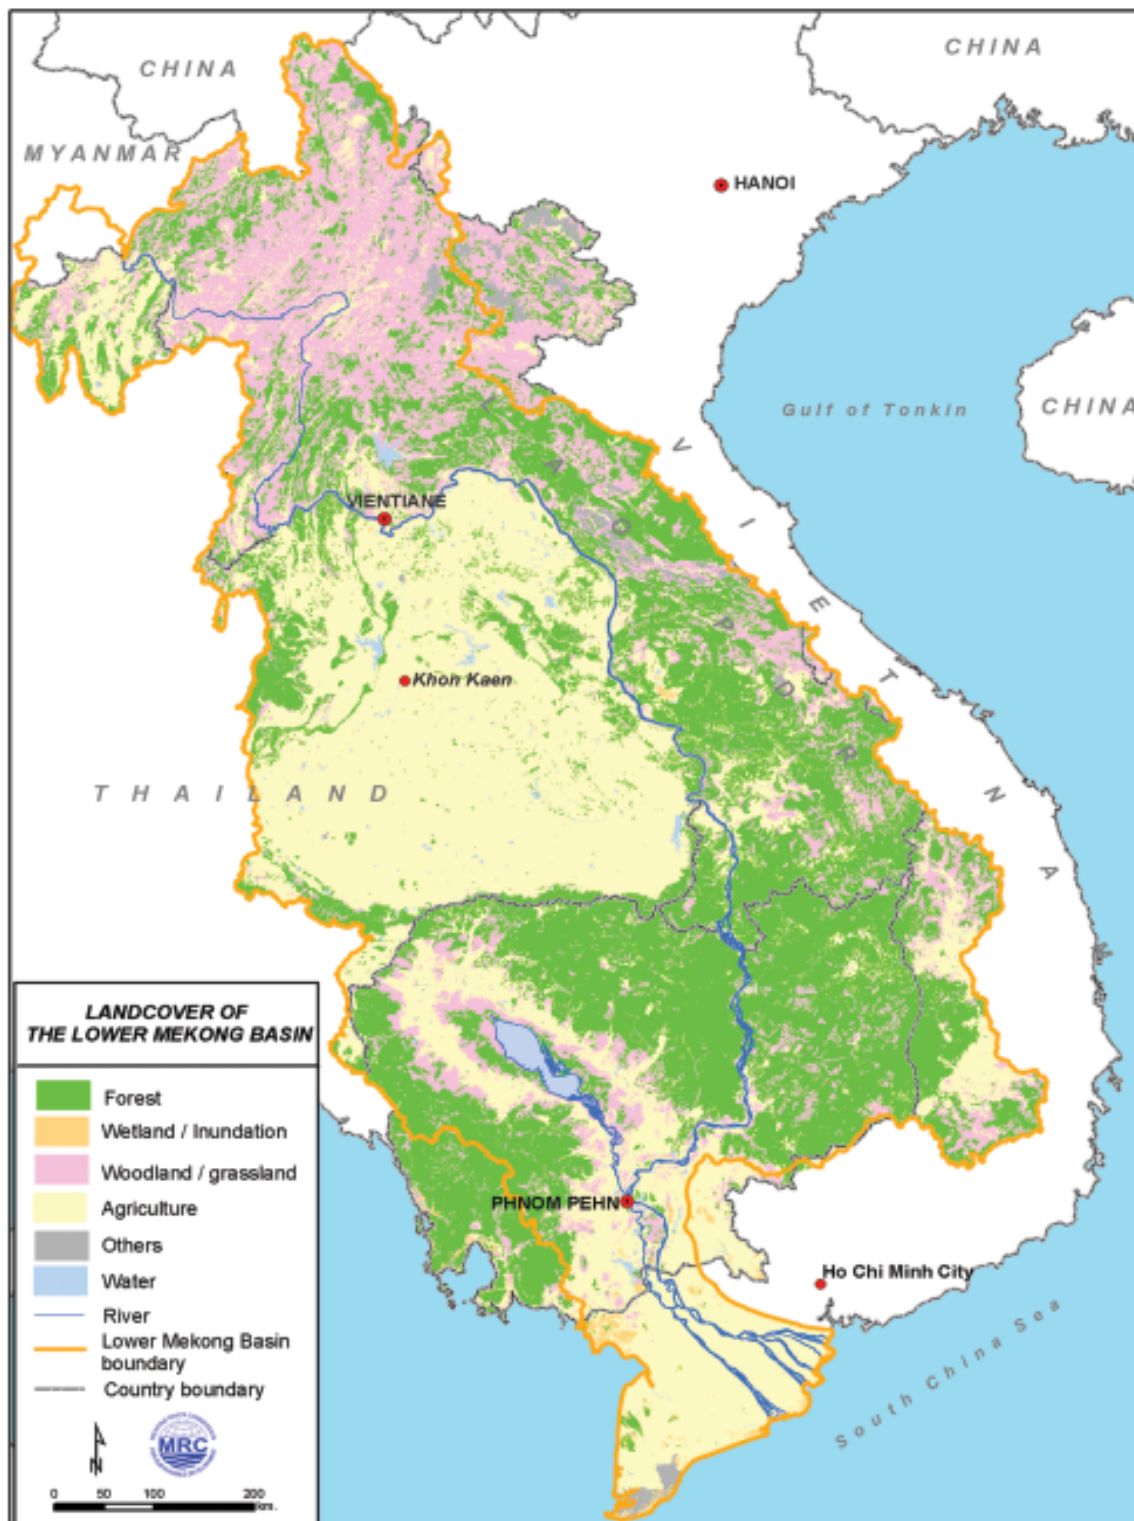 CHINA
CHINA
MYANMAR
HANOI
Gulf of Tonkin
CHINA
LAO PDR
VIETNAM
VIENTIANE
Khon Kaen
THAILAND
LANDCOVER OF
THE LOWER MEKONG BASIN
Forest
Wetland / Inundation
Woodland / grassland
Agriculture
Others
Water
River
Lower Mekong Basin
boundary
Country boundary
N
MRC
0 50 100 200
km.
PHNOM PEHN
Ho Chi Minh City
South China Sea